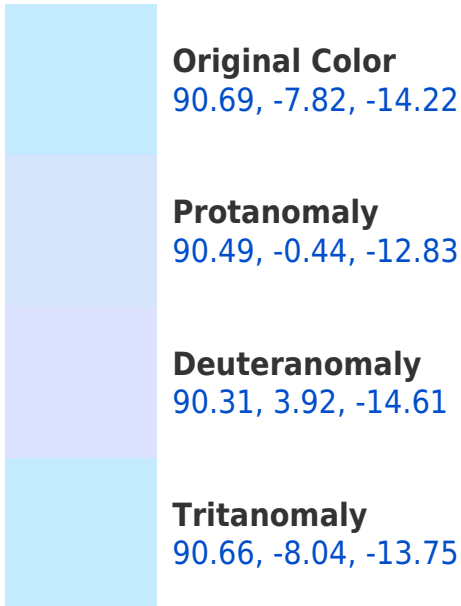 Original Color
90.69, -7.82, -14.22
Protanomaly
90.49, -0.44, -12.83
Deuteranomaly
90.31, 3.92, -14.61
Tritanomaly
90.66, -8.04, -13.75